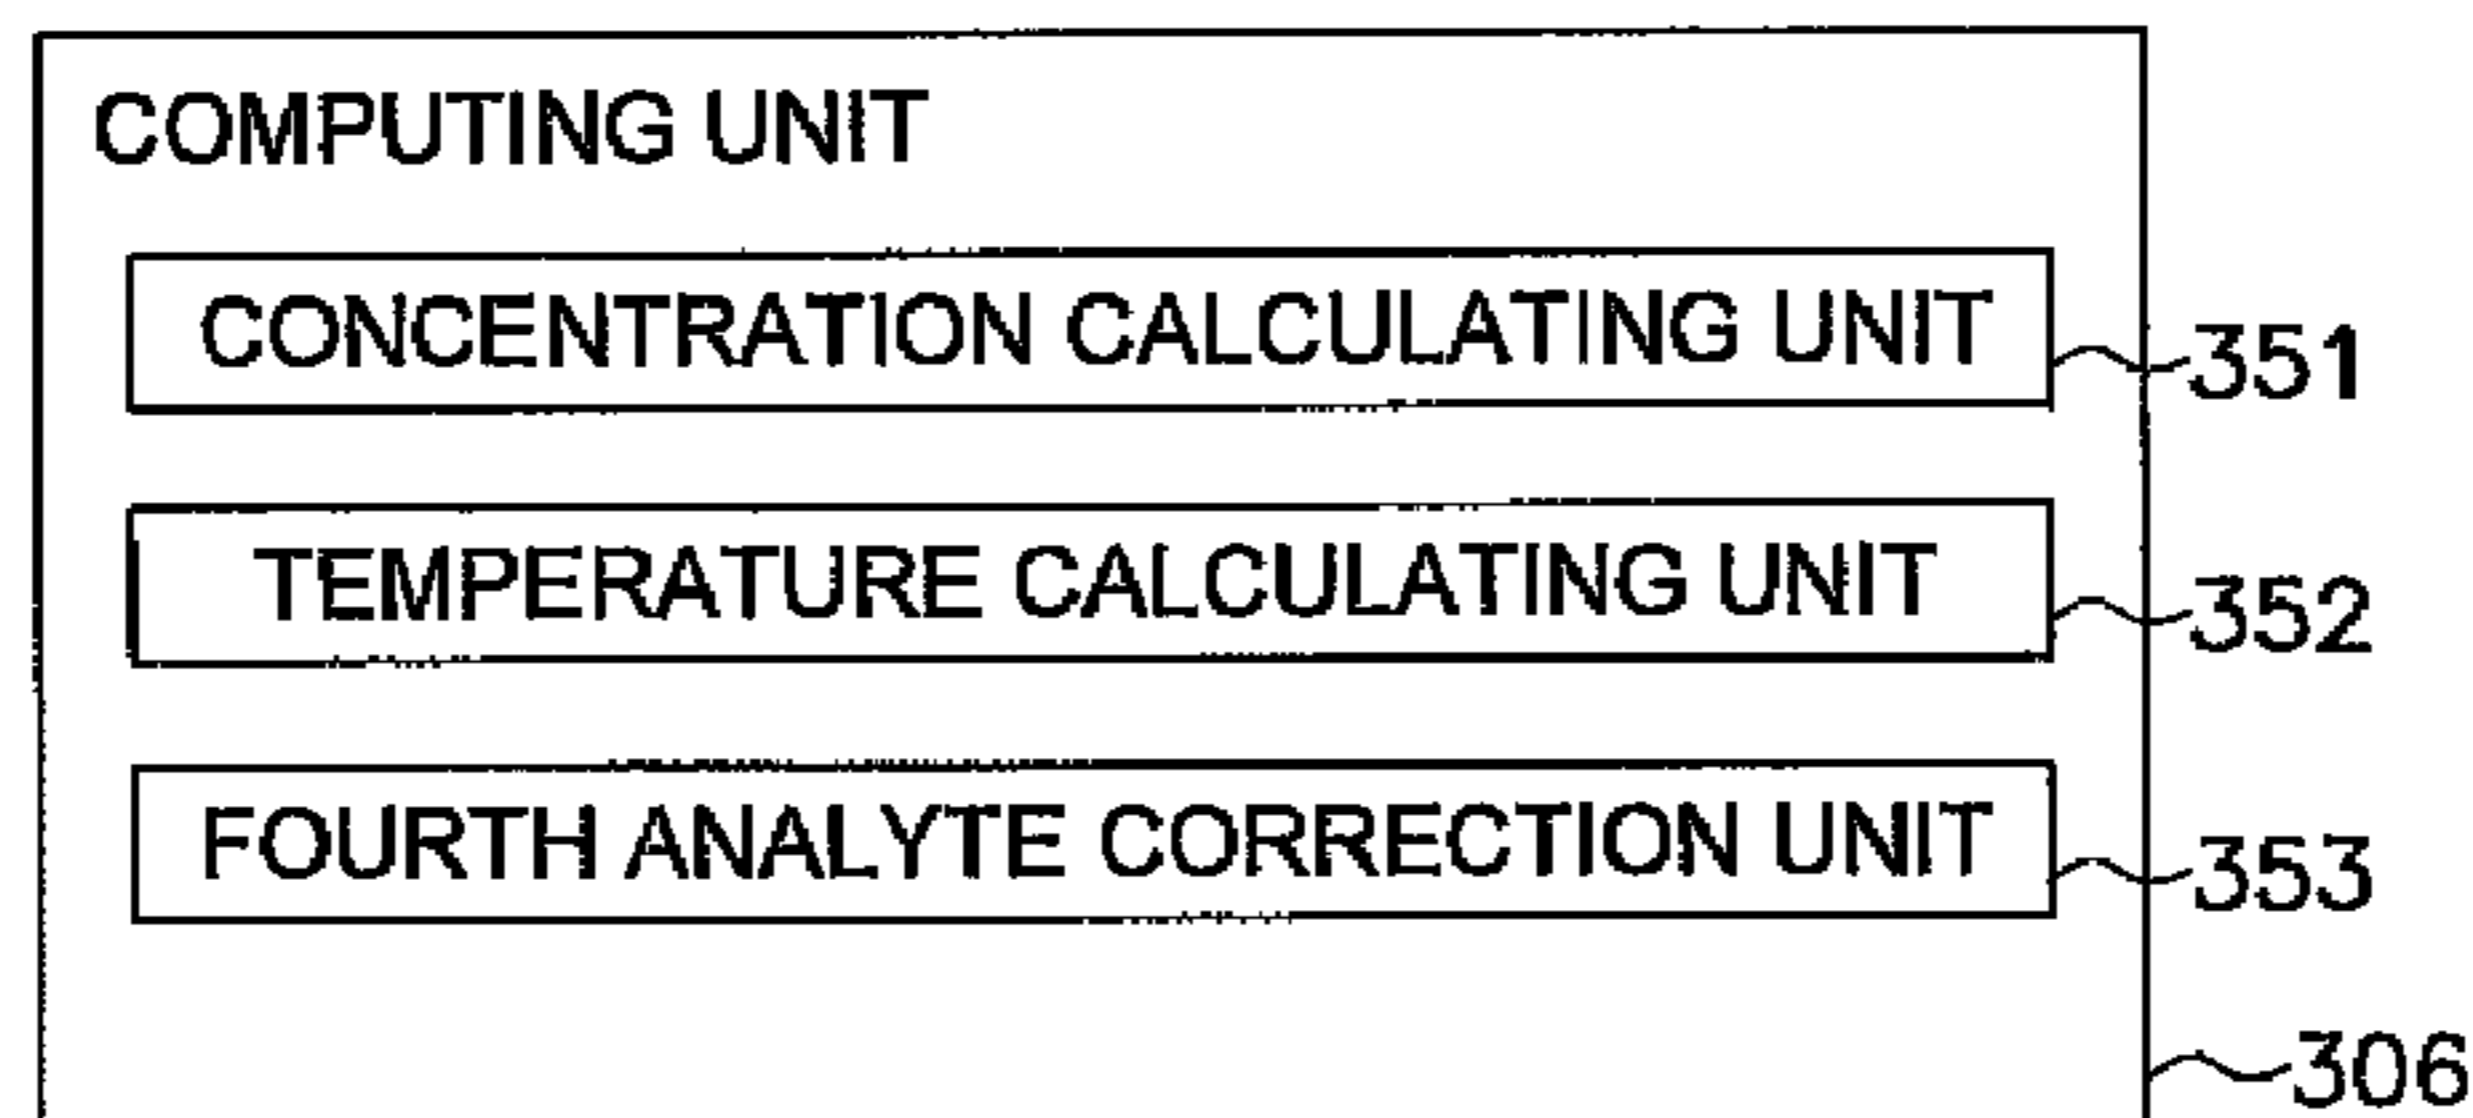 COMPUTING UNIT
CONCENTRATION CALCULATING UNIT
351
TEMPERATURE CALCULATING UNIT
352
FOURTH ANALYTE CORRECTION UNIT
353
306